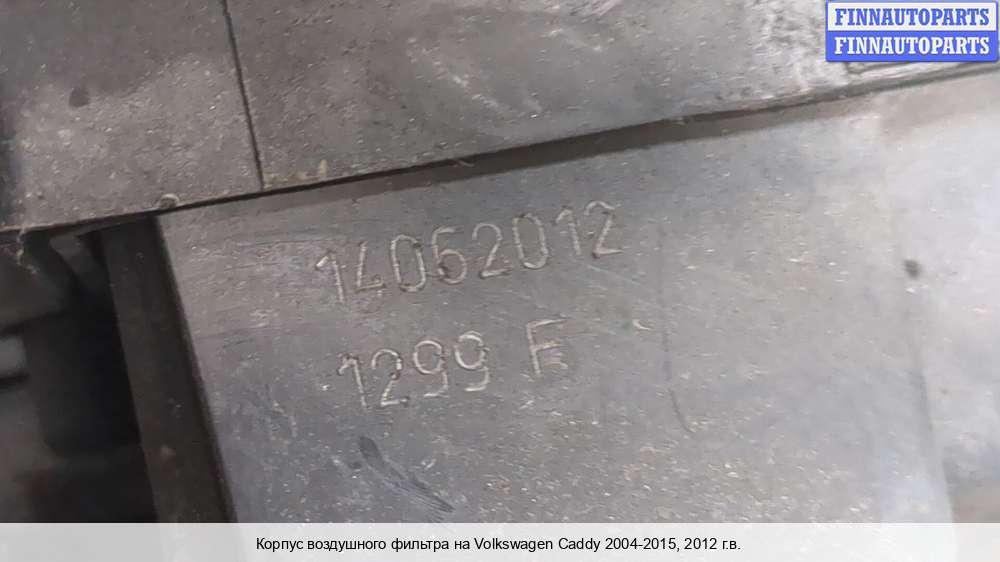 FINNAUTOPARTS
FINNAUTOPARTS
14062012
1299 F
Корпус воздушного фильтра на Volkswagen Caddy 2004-2015, 2012 г.в.